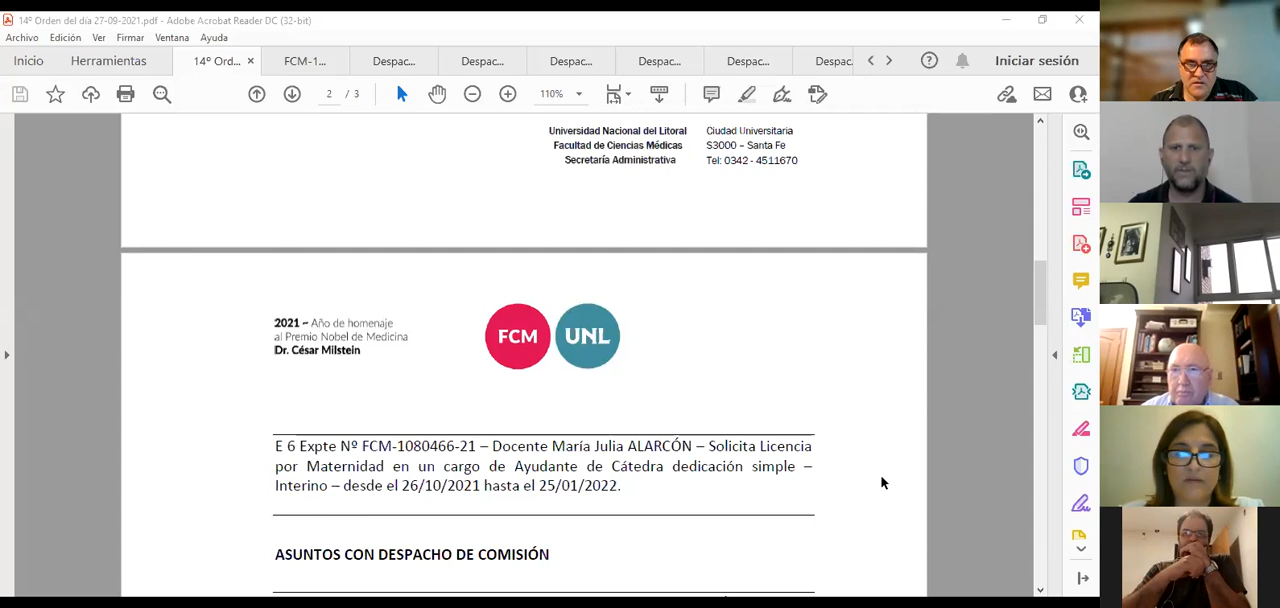 14º Orden del día 27-09-2021.pdf - Adobe Acrobat Reader DC (32-bit)
Archivo Edición Ver Firmar Ventana Ayuda
Inicio Herramientas 14º Ord... × FCM-1... Despac... Despac... Despac... Despac... Despac... Despac. Iniciar sesión
2 / 3 110%
Universidad Nacional del Litoral
Facultad de Ciencias Médicas
Secretaría Administrativa
Ciudad Universitaria
S3000 – Santa Fe
Tel: 0342 - 4511670
2021 – Año de homenaje
al Premio Nobel de Medicina
Dr. César Milstein
FCM UNL
E 6 Expte Nº FCM-1080466-21 – Docente María Julia ALARCÓN – Solicita Licencia
por Maternidad en un cargo de Ayudante de Cátedra dedicación simple –
Interino – desde el 26/10/2021 hasta el 25/01/2022.
ASUNTOS CON DESPACHO DE COMISIÓN